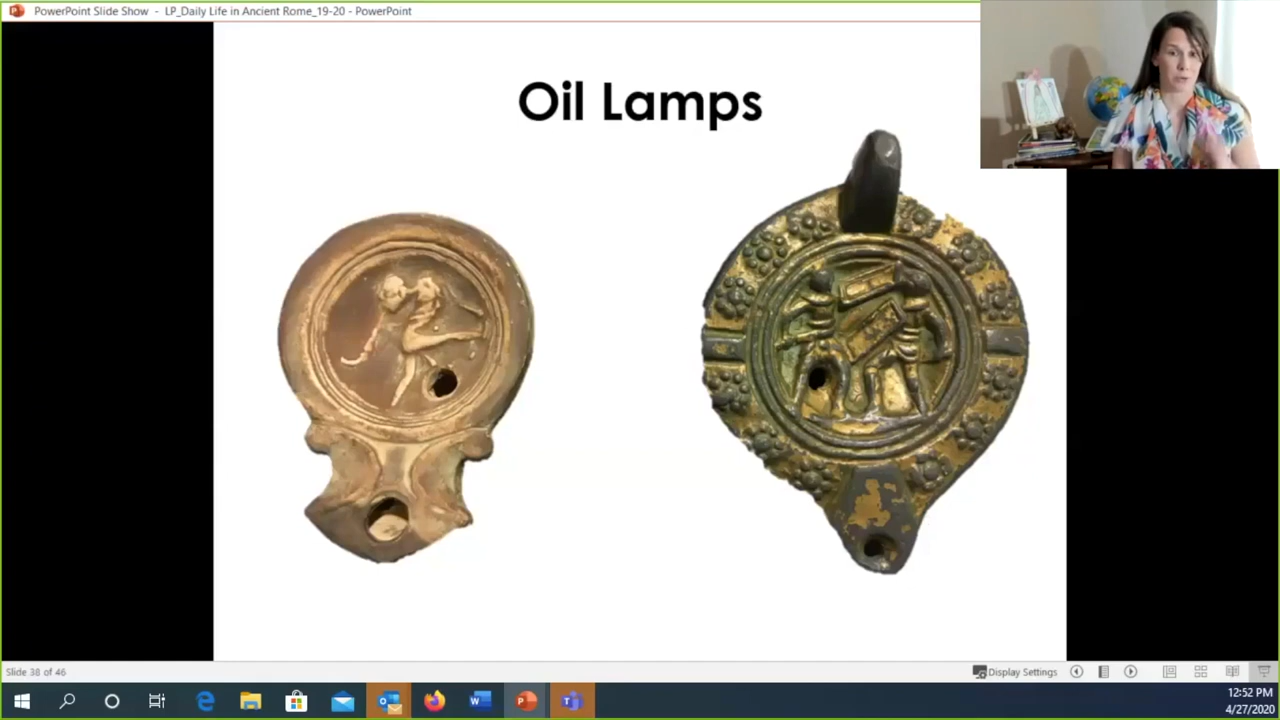 PowerPoint Slide Show - LP_Daily Life in Ancient Rome_19-20 - PowerPoint
Oil Lamps
Slide 38 of 46
Display Settings
12:52 PM
4/27/2020